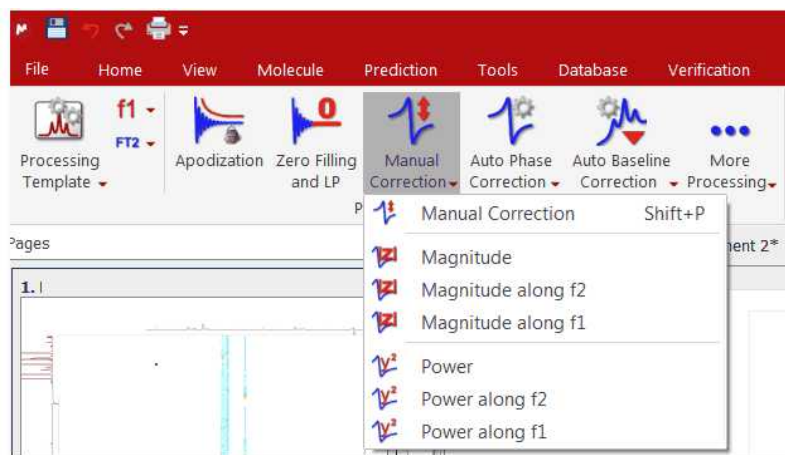 File Home View Molecule Prediction Tools Database Verification
f1
FT2
Processing Template
Apodization
Zero Filling and LP
Manual Correction
Auto Phase Correction
Auto Baseline Correction
More Processing
P
Manual Correction Shift+P
Pages
Magnitude
ment 2*
Magnitude along f2
1. I
Magnitude along f1
Power
Power along f2
Power along f1